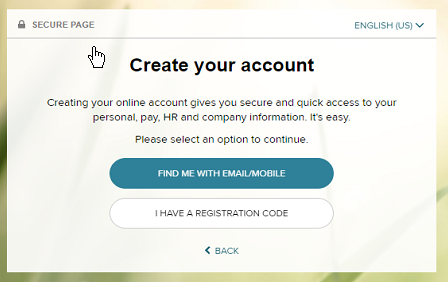 SECURE PAGE
ENGLISH (US)
Create your account
Creating your online account gives you secure and quick access to your
personal, pay, HR and company information. It's easy.
Please select an option to continue.
FIND ME WITH EMAIL/MOBILE
I HAVE A REGISTRATION CODE
BACK